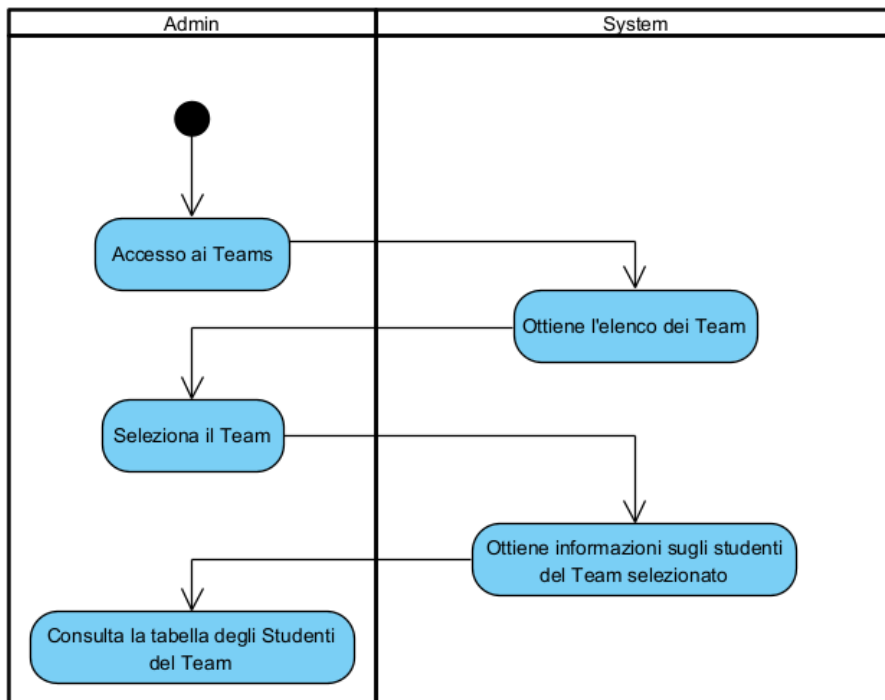 Admin
System
Accesso ai Teams
Ottiene l'elenco dei Team
Seleziona il Team
Ottiene informazioni sugli studenti
del Team selezionato
Consulta la tabella degli Studenti
del Team